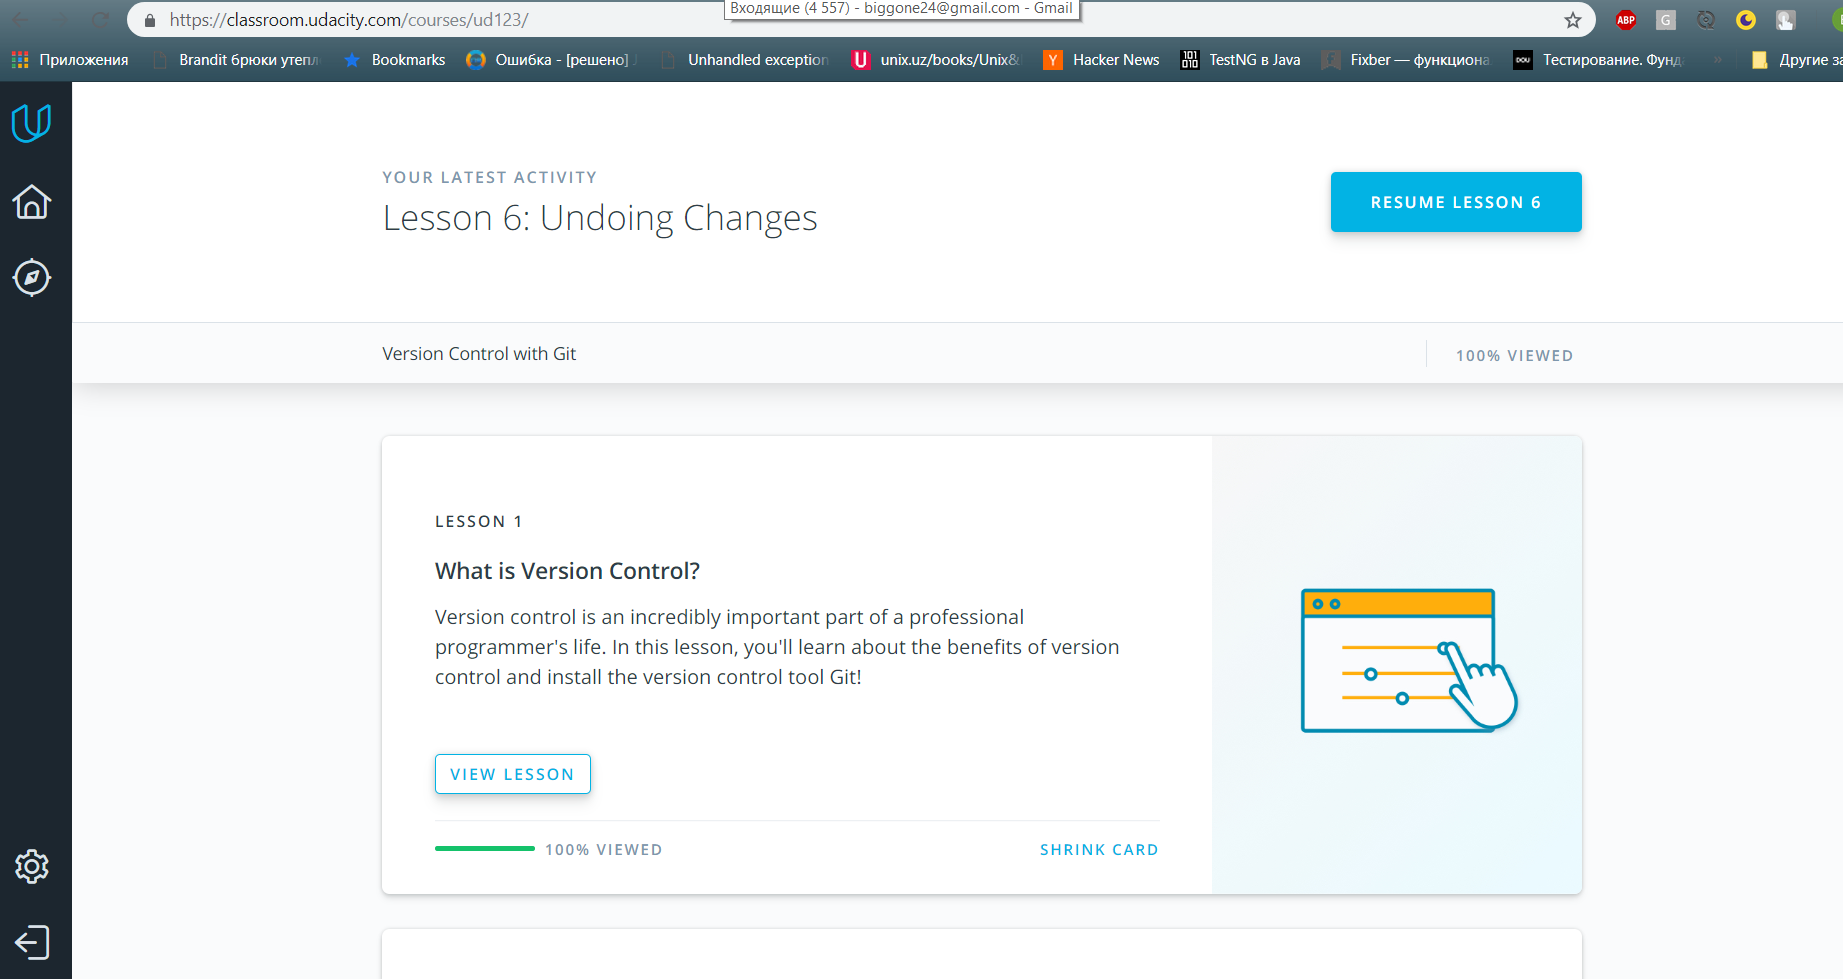 Входящие (4 557) - biggone24@gmail.com - Gmail
https://classroom.udacity.com/courses/ud123/
ABP
G
Приложения
Brandit брюки утепл
Bookmarks
Ошибка - [решено]
Unhandled exception
U
unix.uz/books/Unix&
Y
Hacker News
101
010
TestNG в Java
Fixber — функциона
DOU
Тестирование. Фунд
»
Другие за
YOUR LATEST ACTIVITY
Lesson 6: Undoing Changes
RESUME LESSON 6
Version Control with Git
100% VIEWED
LESSON 1
What is Version Control?
Version control is an incredibly important part of a professional
programmer's life. In this lesson, you'll learn about the benefits of version
control and install the version control tool Git!
VIEW LESSON
100% VIEWED
SHRINK CARD